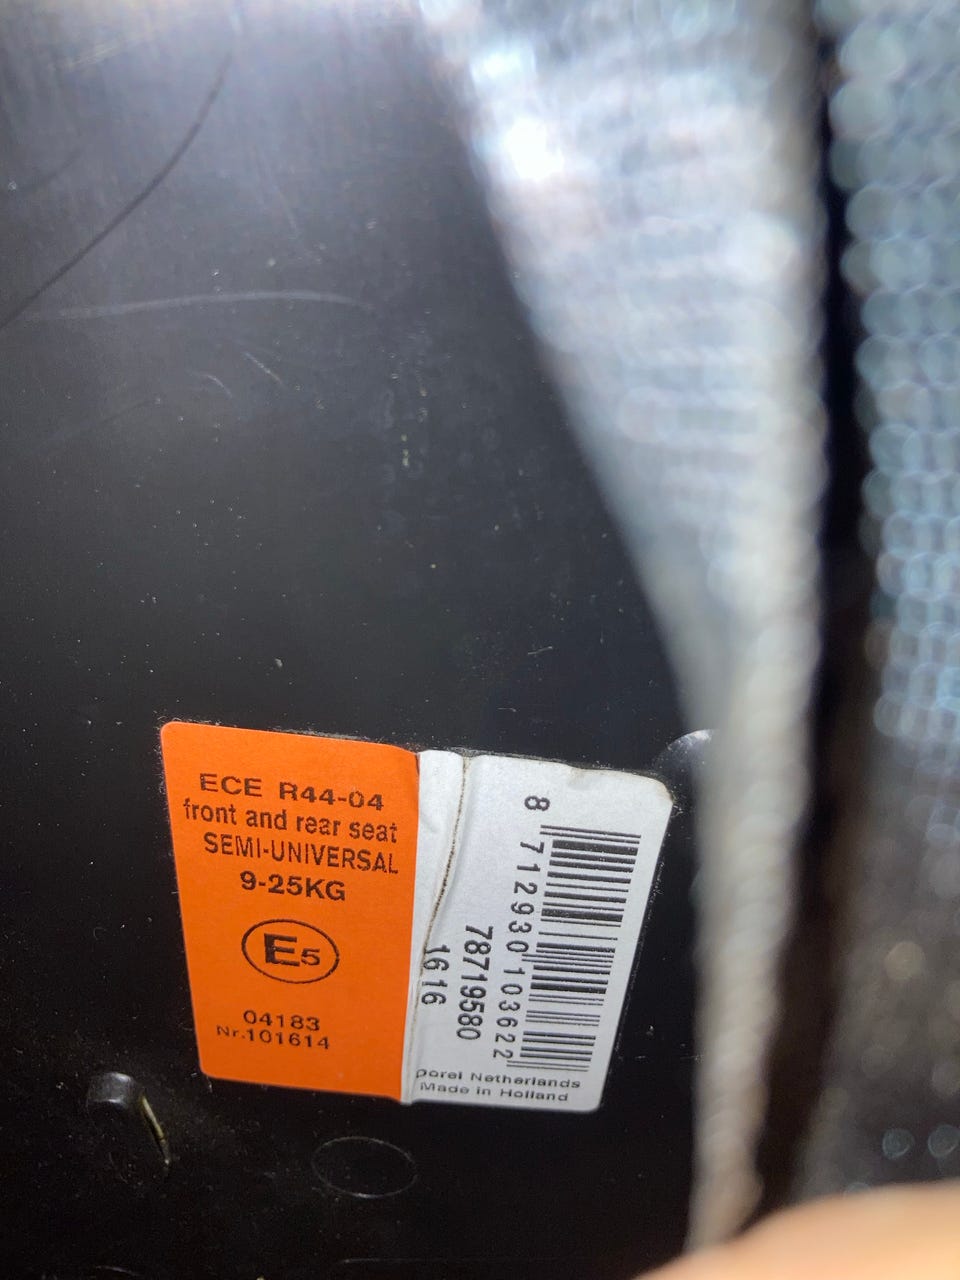 ECE R44-04
front and rear seat
SEMI-UNIVERSAL
9-25KG
E5
04183
Nr.101614
8 712930 103622
78719580
1616
Dorel Netherlands
Made in Holland